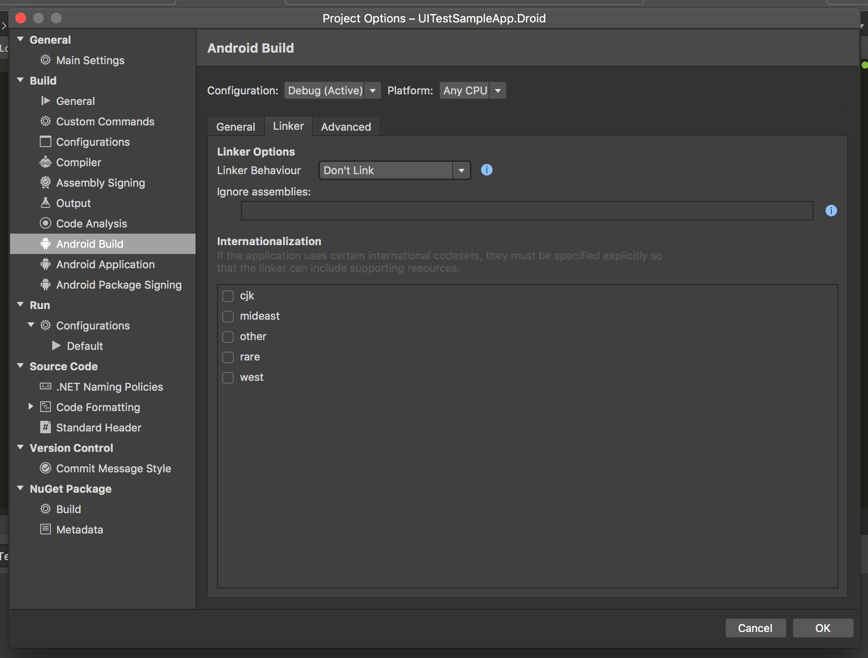 Project Options – UITestSampleApp.Droid
General
Main Settings
Build
General
Custom Commands
Configurations
Compiler
Assembly Signing
Output
Code Analysis
Android Build
Android Application
Android Package Signing
Run
Configurations
Default
Source Code
.NET Naming Policies
Code Formatting
Standard Header
Version Control
Commit Message Style
NuGet Package
Build
Metadata
Android Build
Configuration: Debug (Active) Platform: Any CPU
General Linker Advanced
Linker Options
Linker Behaviour Don't Link
Ignore assemblies:
Internationalization
If the application uses certain international codesets, they must be specified explicitly so
that the linker can include supporting resources.
cjk
mideast
other
rare
west
Cancel OK